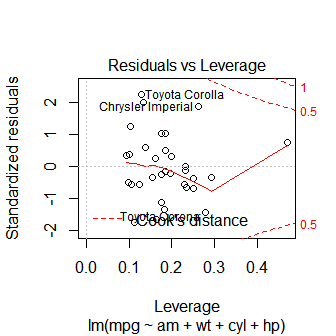 Residuals vs Leverage
Standardized residuals
2
1
0
-1
-2
Toyota Corolla
Chrysler Imperial
Toyota Corona
Cook's distance
1
0.5
0.5
0.0
0.1
0.2
0.3
0.4
Leverage
lm(mpg ~ am + wt + cyl + hp)